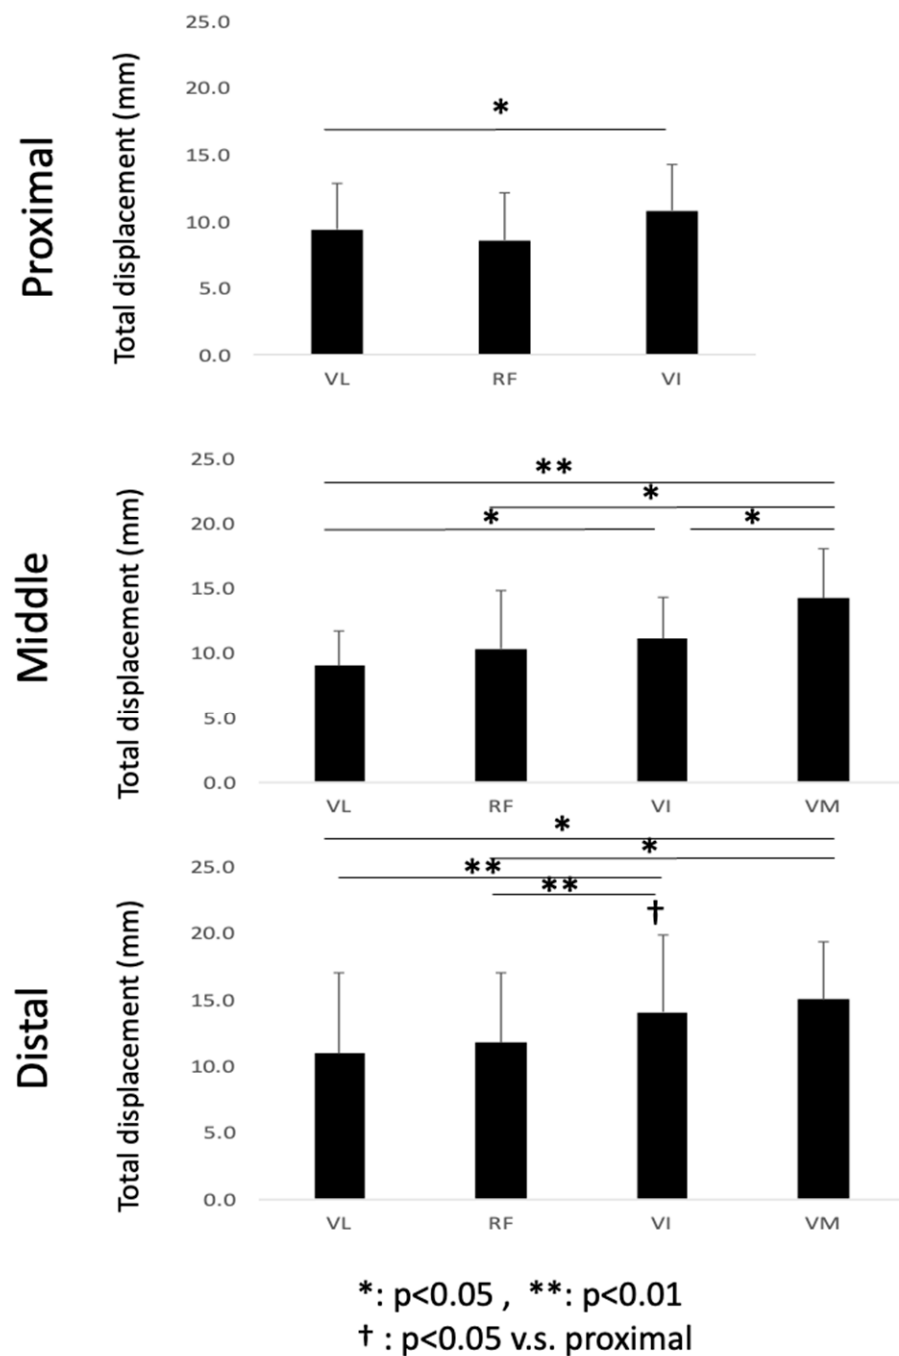 Proximal
Total displacement (mm)
25.0
20.0
15.0
10.0
5.0
0.0
*
VL RF VI
Middle
Total displacement (mm)
25.0
20.0
15.0
10.0
5.0
0.0
**
*
*
*
VL RF VI VM
Distal
Total displacement (mm)
25.0
20.0
15.0
10.0
5.0
0.0
*
*
**
**
†
VL RF VI VM
*: p<0.05 , **: p<0.01
† : p<0.05 v.s. proximal